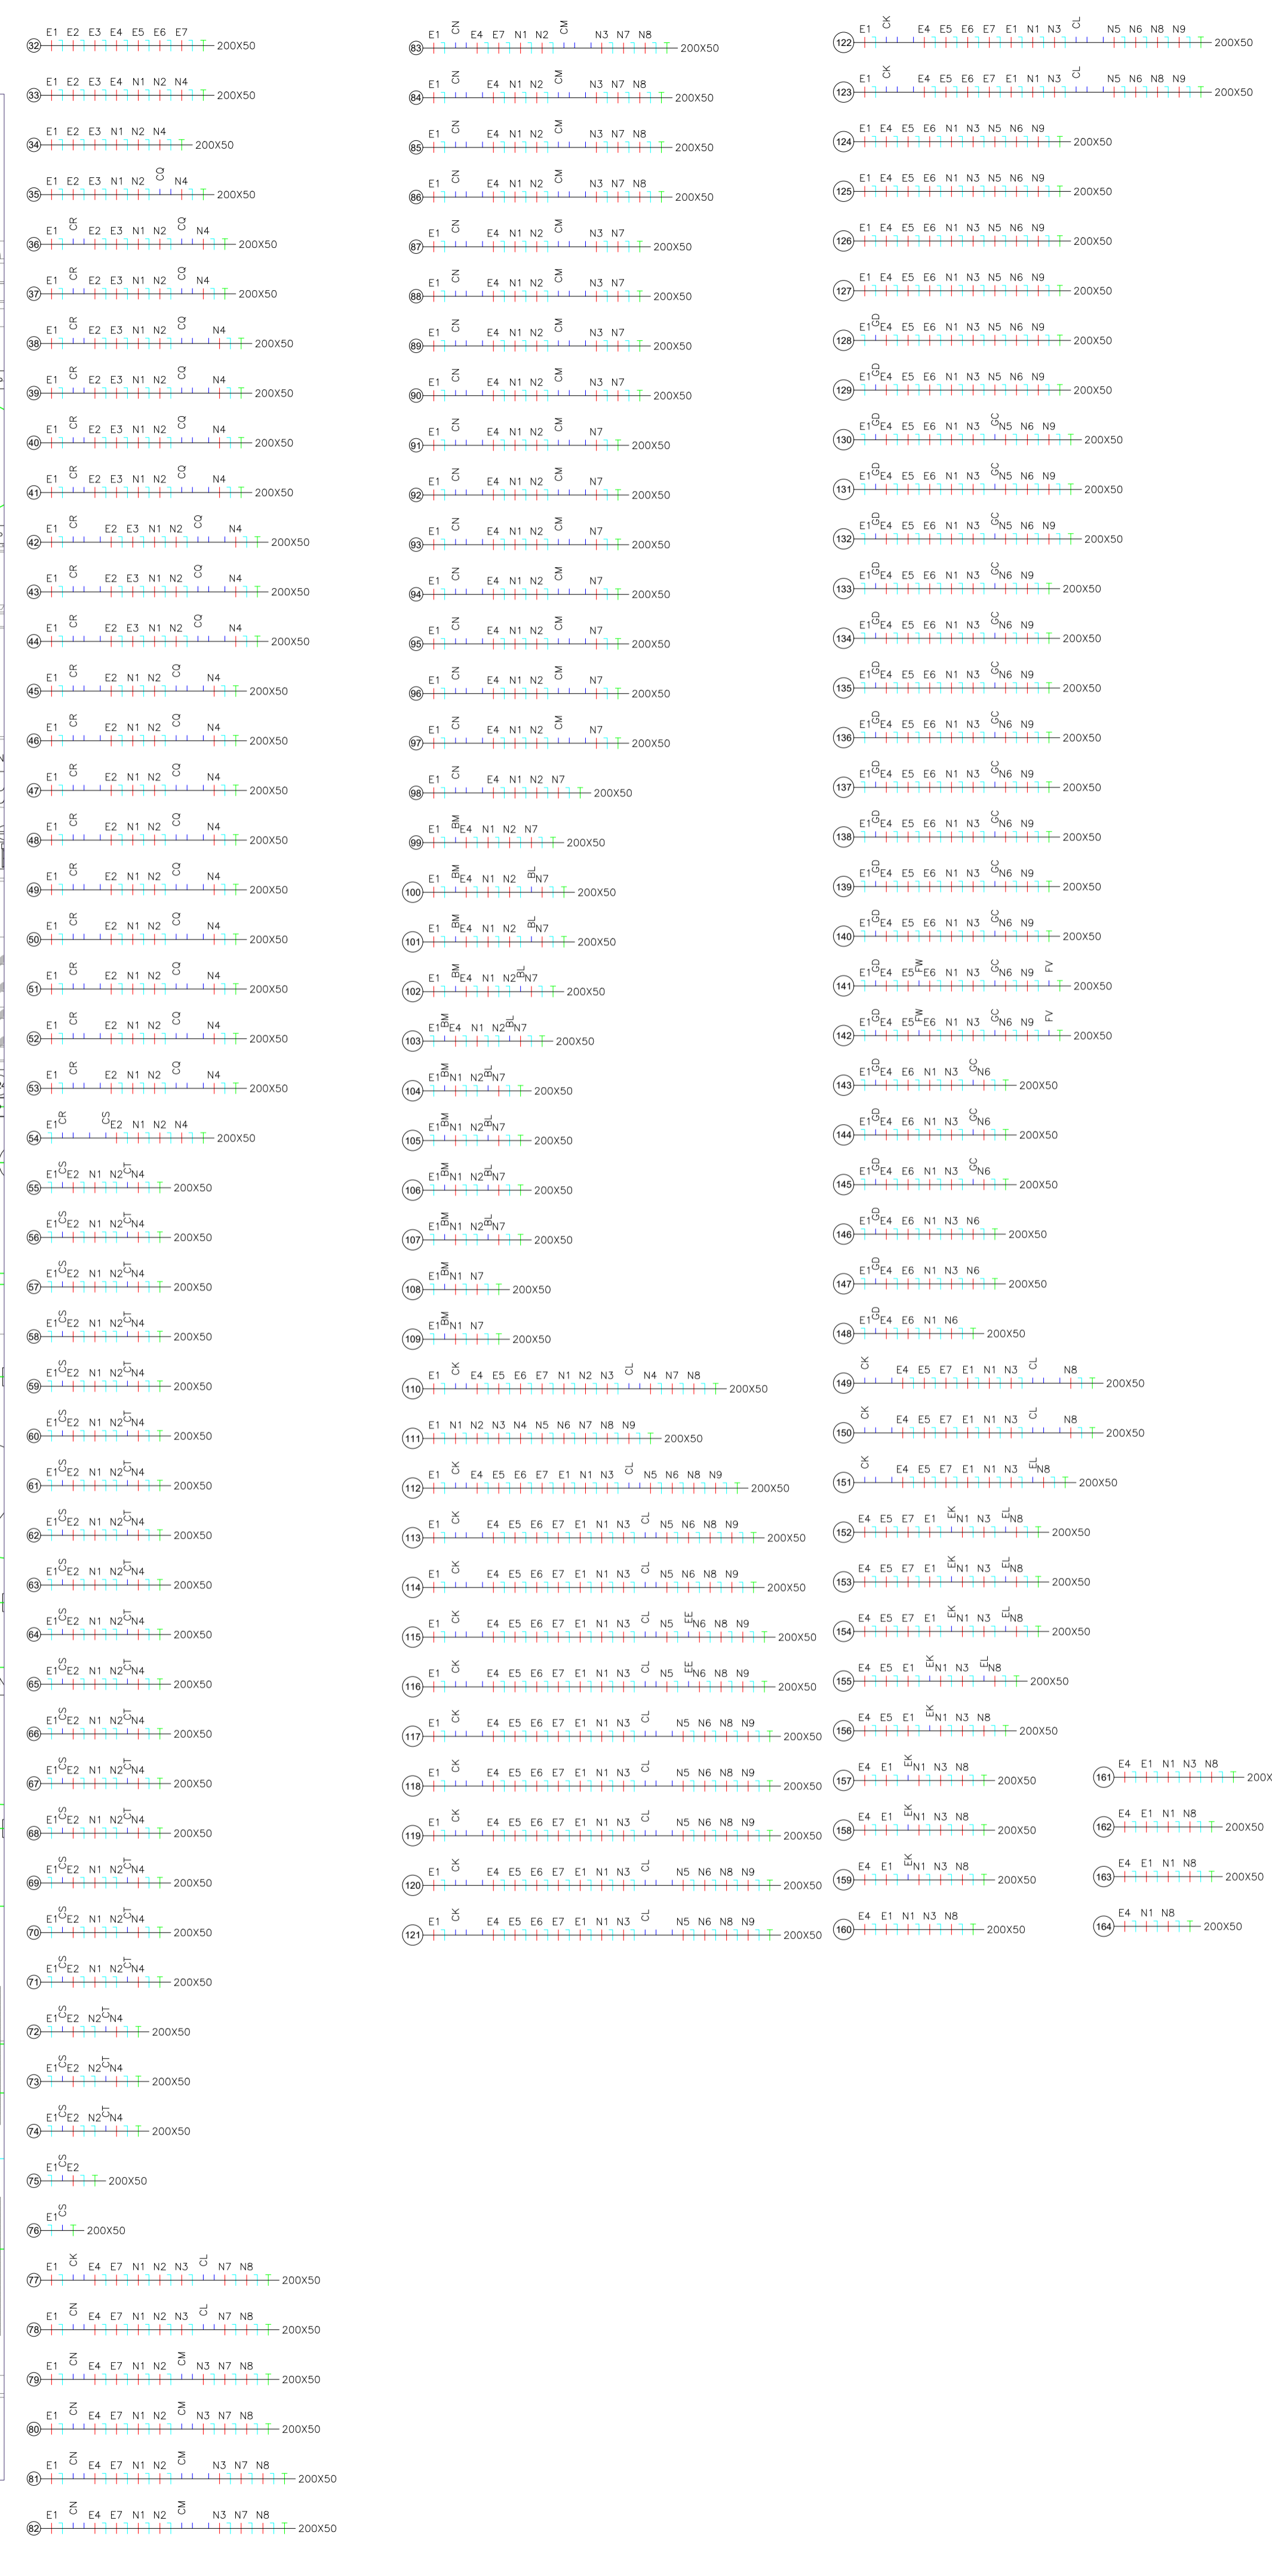 32 E1 E2 E3 E4 E5 E6 E7 200X50
33 E1 E2 E3 E4 N1 N2 N4 200X50
34 E1 E2 E3 N1 N2 N4 200X50
35 E1 E2 E3 N1 N2 CQ N4 200X50
36 E1 CR E2 E3 N1 N2 CQ N4 200X50
37 E1 CR E2 E3 N1 N2 CQ N4 200X50
38 E1 CR E2 E3 N1 N2 CQ N4 200X50
39 E1 CR E2 E3 N1 N2 CQ N4 200X50
40 E1 CR E2 E3 N1 N2 CQ N4 200X50
41 E1 CR E2 E3 N1 N2 CQ N4 200X50
42 E1 CR E2 E3 N1 N2 CQ N4 200X50
43 E1 CR E2 E3 N1 N2 CQ N4 200X50
44 E1 CR E2 E3 N1 N2 CQ N4 200X50
45 E1 CR E2 N1 N2 CQ N4 200X50
46 E1 CR E2 N1 N2 CQ N4 200X50
47 E1 CR E2 N1 N2 CQ N4 200X50
48 E1 CR E2 N1 N2 CQ N4 200X50
49 E1 CR E2 N1 N2 CQ N4 200X50
50 E1 CR E2 N1 N2 CQ N4 200X50
51 E1 CR E2 N1 N2 CQ N4 200X50
52 E1 CR E2 N1 N2 CQ N4 200X50
53 E1 CR E2 N1 N2 CQ N4 200X50
54 E1 CR CS E2 N1 N2 N4 200X50
55 E1 CS E2 N1 N2 CT N4 200X50
56 E1 CS E2 N1 N2 CT N4 200X50
57 E1 CS E2 N1 N2 CT N4 200X50
58 E1 CS E2 N1 N2 CT N4 200X50
59 E1 CS E2 N1 N2 CT N4 200X50
60 E1 CS E2 N1 N2 CT N4 200X50
61 E1 CS E2 N1 N2 CT N4 200X50
62 E1 CS E2 N1 N2 CT N4 200X50
63 E1 CS E2 N1 N2 CT N4 200X50
64 E1 CS E2 N1 N2 CT N4 200X50
65 E1 CS E2 N1 N2 CT N4 200X50
66 E1 CS E2 N1 N2 CT N4 200X50
67 E1 CS E2 N1 N2 CT N4 200X50
68 E1 CS E2 N1 N2 CT N4 200X50
69 E1 CS E2 N1 N2 CT N4 200X50
70 E1 CS E2 N1 N2 CT N4 200X50
71 E1 CS E2 N1 N2 CT N4 200X50
72 E1 CS E2 N2 CT N4 200X50
73 E1 CS E2 N2 CT N4 200X50
74 E1 CS E2 N2 CT N4 200X50
75 E1 CS E2 200X50
76 E1 CS 200X50
77 E1 CK E4 E7 N1 N2 N3 CL N7 N8 200X50
78 E1 CN E4 E7 N1 N2 N3 CL N7 N8 200X50
79 E1 CN E4 E7 N1 N2 CM N3 N7 N8 200X50
80 E1 CN E4 E7 N1 N2 CM N3 N7 N8 200X50
81 E1 CN E4 E7 N1 N2 CM N3 N7 N8 200X50
82 E1 CN E4 E7 N1 N2 CM N3 N7 N8 200X50
83 E1 CN E4 E7 N1 N2 CM N3 N7 N8 200X50
84 E1 CN E4 N1 N2 CM N3 N7 N8 200X50
85 E1 CN E4 N1 N2 CM N3 N7 N8 200X50
86 E1 CN E4 N1 N2 CM N3 N7 N8 200X50
87 E1 CN E4 N1 N2 CM N3 N7 200X50
88 E1 CN E4 N1 N2 CM N3 N7 200X50
89 E1 CN E4 N1 N2 CM N3 N7 200X50
90 E1 CN E4 N1 N2 CM N3 N7 200X50
91 E1 CN E4 N1 N2 CM N7 200X50
92 E1 CN E4 N1 N2 CM N7 200X50
93 E1 CN E4 N1 N2 CM N7 200X50
94 E1 CN E4 N1 N2 CM N7 200X50
95 E1 CN E4 N1 N2 CM N7 200X50
96 E1 CN E4 N1 N2 CM N7 200X50
97 E1 CN E4 N1 N2 CM N7 200X50
98 E1 CN E4 N1 N2 N7 200X50
99 E1 BM E4 N1 N2 N7 200X50
100 E1 BM E4 N1 N2 BL N7 200X50
101 E1 BM E4 N1 N2 BL N7 200X50
102 E1 BM E4 N1 N2 BL N7 200X50
103 E1 BM E4 N1 N2 BL N7 200X50
104 E1 BM N1 N2 BL N7 200X50
105 E1 BM N1 N2 BL N7 200X50
106 E1 BM N1 N2 BL N7 200X50
107 E1 BM N1 N2 BL N7 200X50
108 E1 BM N1 N7 200X50
109 E1 BM N1 N7 200X50
110 E1 CK E4 E5 E6 E7 N1 N2 N3 CL N4 N7 N8 200X50
111 E1 N1 N2 N3 N4 N5 N6 N7 N8 N9 200X50
112 E1 CK E4 E5 E6 E7 E1 N1 N3 CL N5 N6 N8 N9 200X50
113 E1 CK E4 E5 E6 E7 E1 N1 N3 CL N5 N6 N8 N9 200X50
114 E1 CK E4 E5 E6 E7 E1 N1 N3 CL N5 N6 N8 N9 200X50
115 E1 CK E4 E5 E6 E7 E1 N1 N3 CL N5 EE N6 N8 N9 200X50
116 E1 CK E4 E5 E6 E7 E1 N1 N3 CL N5 EE N6 N8 N9 200X50
117 E1 CK E4 E5 E6 E7 E1 N1 N3 CL N5 N6 N8 N9 200X50
118 E1 CK E4 E5 E6 E7 E1 N1 N3 CL N5 N6 N8 N9 200X50
119 E1 CK E4 E5 E6 E7 E1 N1 N3 CL N5 N6 N8 N9 200X50
120 E1 CK E4 E5 E6 E7 E1 N1 N3 CL N5 N6 N8 N9 200X50
121 E1 CK E4 E5 E6 E7 E1 N1 N3 CL N5 N6 N8 N9 200X50
122 E1 CK E4 E5 E6 E7 E1 N1 N3 CL N5 N6 N8 N9 200X50
123 E1 CK E4 E5 E6 E7 E1 N1 N3 CL N5 N6 N8 N9 200X50
124 E1 E4 E5 E6 N1 N3 N5 N6 N9 200X50
125 E1 E4 E5 E6 N1 N3 N5 N6 N9 200X50
126 E1 E4 E5 E6 N1 N3 N5 N6 N9 200X50
127 E1 E4 E5 E6 N1 N3 N5 N6 N9 200X50
128 E1 GD E4 E5 E6 N1 N3 N5 N6 N9 200X50
129 E1 GD E4 E5 E6 N1 N3 N5 N6 N9 200X50
130 E1 GD E4 E5 E6 N1 N3 GC N5 N6 N9 200X50
131 E1 GD E4 E5 E6 N1 N3 GC N5 N6 N9 200X50
132 E1 GD E4 E5 E6 N1 N3 GC N5 N6 N9 200X50
133 E1 GD E4 E5 E6 N1 N3 GC N6 N9 200X50
134 E1 GD E4 E5 E6 N1 N3 GC N6 N9 200X50
135 E1 GD E4 E5 E6 N1 N3 GC N6 N9 200X50
136 E1 GD E4 E5 E6 N1 N3 GC N6 N9 200X50
137 E1 GD E4 E5 E6 N1 N3 GC N6 N9 200X50
138 E1 GD E4 E5 E6 N1 N3 GC N6 N9 200X50
139 E1 GD E4 E5 E6 N1 N3 GC N6 N9 200X50
140 E1 GD E4 E5 E6 N1 N3 GC N6 N9 200X50
141 E1 GD E4 E5 FW E6 N1 N3 GC N6 N9 FV 200X50
142 E1 GD E4 E5 FW E6 N1 N3 GC N6 N9 FV 200X50
143 E1 GD E4 E6 N1 N3 GC N6 200X50
144 E1 GD E4 E6 N1 N3 GC N6 200X50
145 E1 GD E4 E6 N1 N3 GC N6 200X50
146 E1 GD E4 E6 N1 N3 N6 200X50
147 E1 GD E4 E6 N1 N3 N6 200X50
148 E1 GD E4 E6 N1 N6 200X50
149 CK E4 E5 E7 E1 N1 N3 CL N8 200X50
150 CK E4 E5 E7 E1 N1 N3 CL N8 200X50
151 CK E4 E5 E7 E1 N1 N3 EL N8 200X50
152 E4 E5 E7 E1 EK N1 N3 EL N8 200X50
153 E4 E5 E7 E1 EK N1 N3 EL N8 200X50
154 E4 E5 E7 E1 EK N1 N3 EL N8 200X50
155 E4 E5 E1 EK N1 N3 EL N8 200X50
156 E4 E5 E1 EK N1 N3 N8 200X50
157 E4 E1 EK N1 N3 N8 200X50
158 E4 E1 EK N1 N3 N8 200X50
159 E4 E1 EK N1 N3 N8 200X50
160 E4 E1 N1 N3 N8 200X50
161 E4 E1 N1 N3 N8 200X
162 E4 E1 N1 N8 200X50
163 E4 E1 N1 N8 200X50
164 E4 N1 N8 200X50